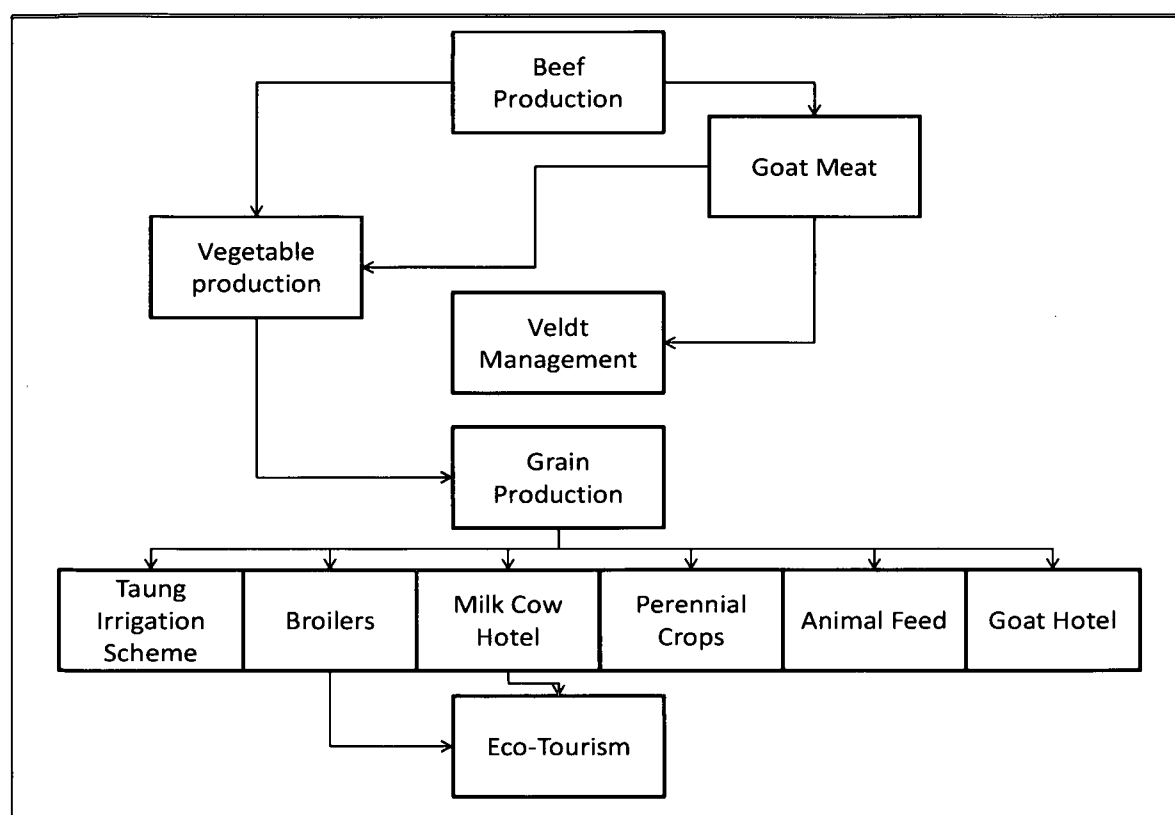 Beef
Production
Goat Meat
Vegetable
production
Veldt
Management
Grain
Production
Taung
Irrigation
Scheme
Broilers
Milk Cow
Hotel
Perennial
Crops
Animal Feed
Goat Hotel
Eco-Tourism